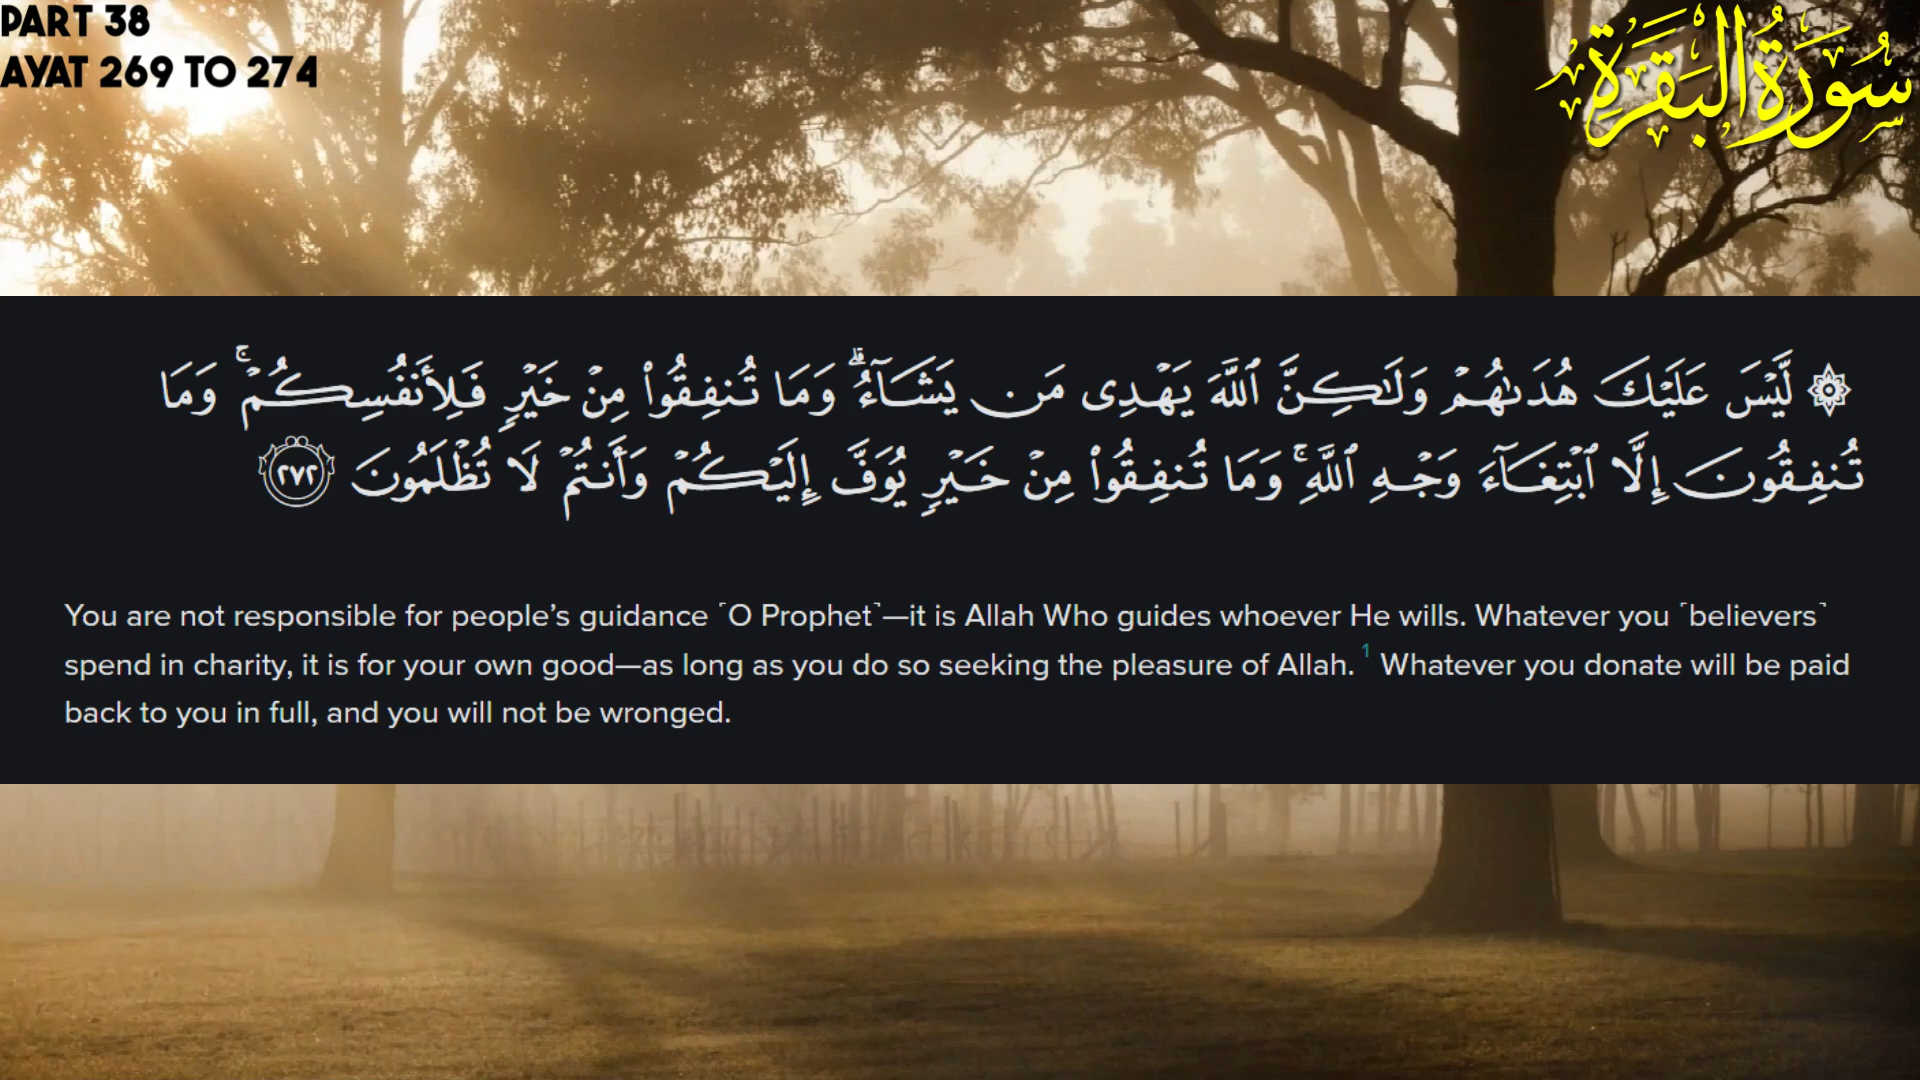 PART 38
AYAT 269 TO 274
سُورَةُ البَقَرَةِ
۞ لَّيْسَ عَلَيْكَ هُدَىٰهُمْ وَلَـٰكِنَّ ٱللَّهَ يَهْدِى مَن يَشَآءُ ۗ وَمَا تُنفِقُوا۟ مِنْ خَيْرٍ فَلِأَنفُسِكُمْ ۚ وَمَا
تُنفِقُونَ إِلَّا ٱبْتِغَآءَ وَجْهِ ٱللَّهِ ۚ وَمَا تُنفِقُوا۟ مِنْ خَيْرٍ يُوَفَّ إِلَيْكُمْ وَأَنتُمْ لَا تُظْلَمُونَ ٢٧٢
You are not responsible for people’s guidance ˹O Prophet˺—it is Allah Who guides whoever He wills. Whatever you ˹believers˺
spend in charity, it is for your own good—as long as you do so seeking the pleasure of Allah. 1 Whatever you donate will be paid
back to you in full, and you will not be wronged.